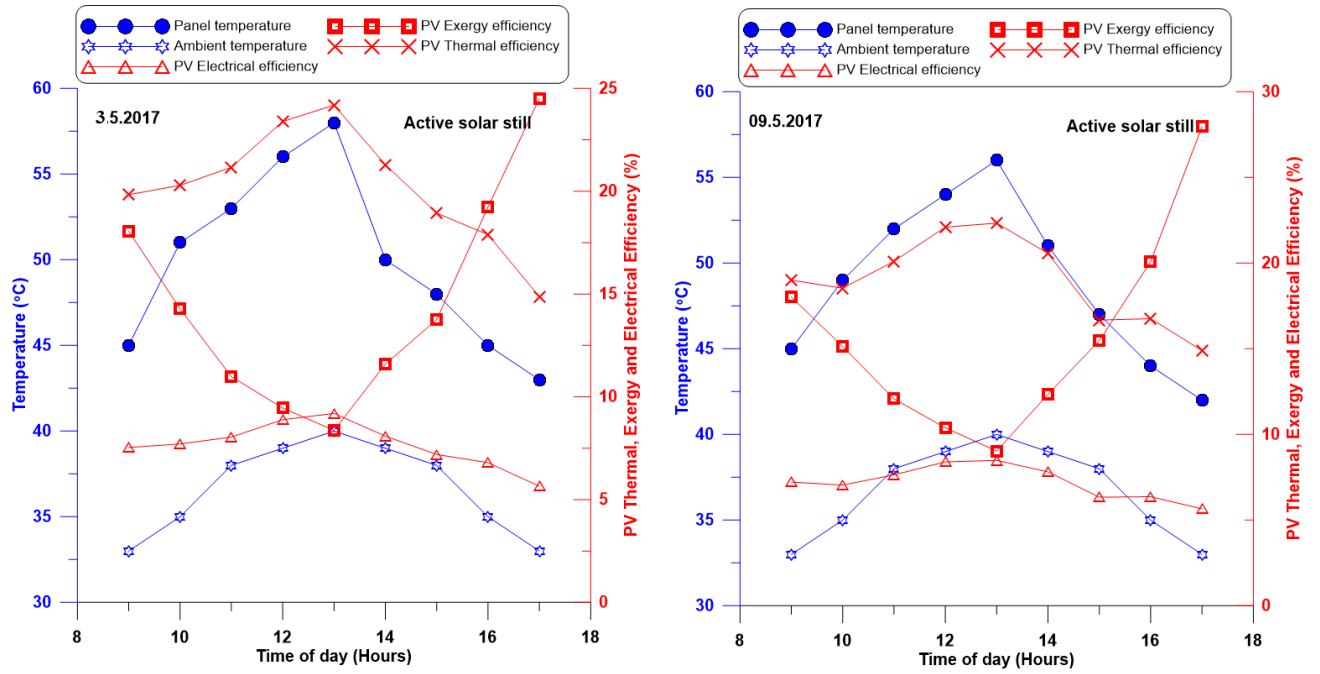 Panel temperature
PV Exergy efficiency
Ambient temperature
PV Thermal efficiency
PV Electrical efficiency
3.5.2017
Active solar still
60
55
50
45
40
35
30
Temperature (°C)
25
20
15
10
5
0
PV Thermal, Exergy and Electrical Efficiency (%)
8
10
12
14
16
18
Time of day (Hours)
Panel temperature
PV Exergy efficiency
Ambient temperature
PV Thermal efficiency
PV Electrical efficiency
09.5.2017
Active solar still
60
55
50
45
40
35
30
Temperature (°C)
30
20
10
0
PV Thermal, Exergy and Electrical Efficiency (%)
8
10
12
14
16
18
Time of day (Hours)